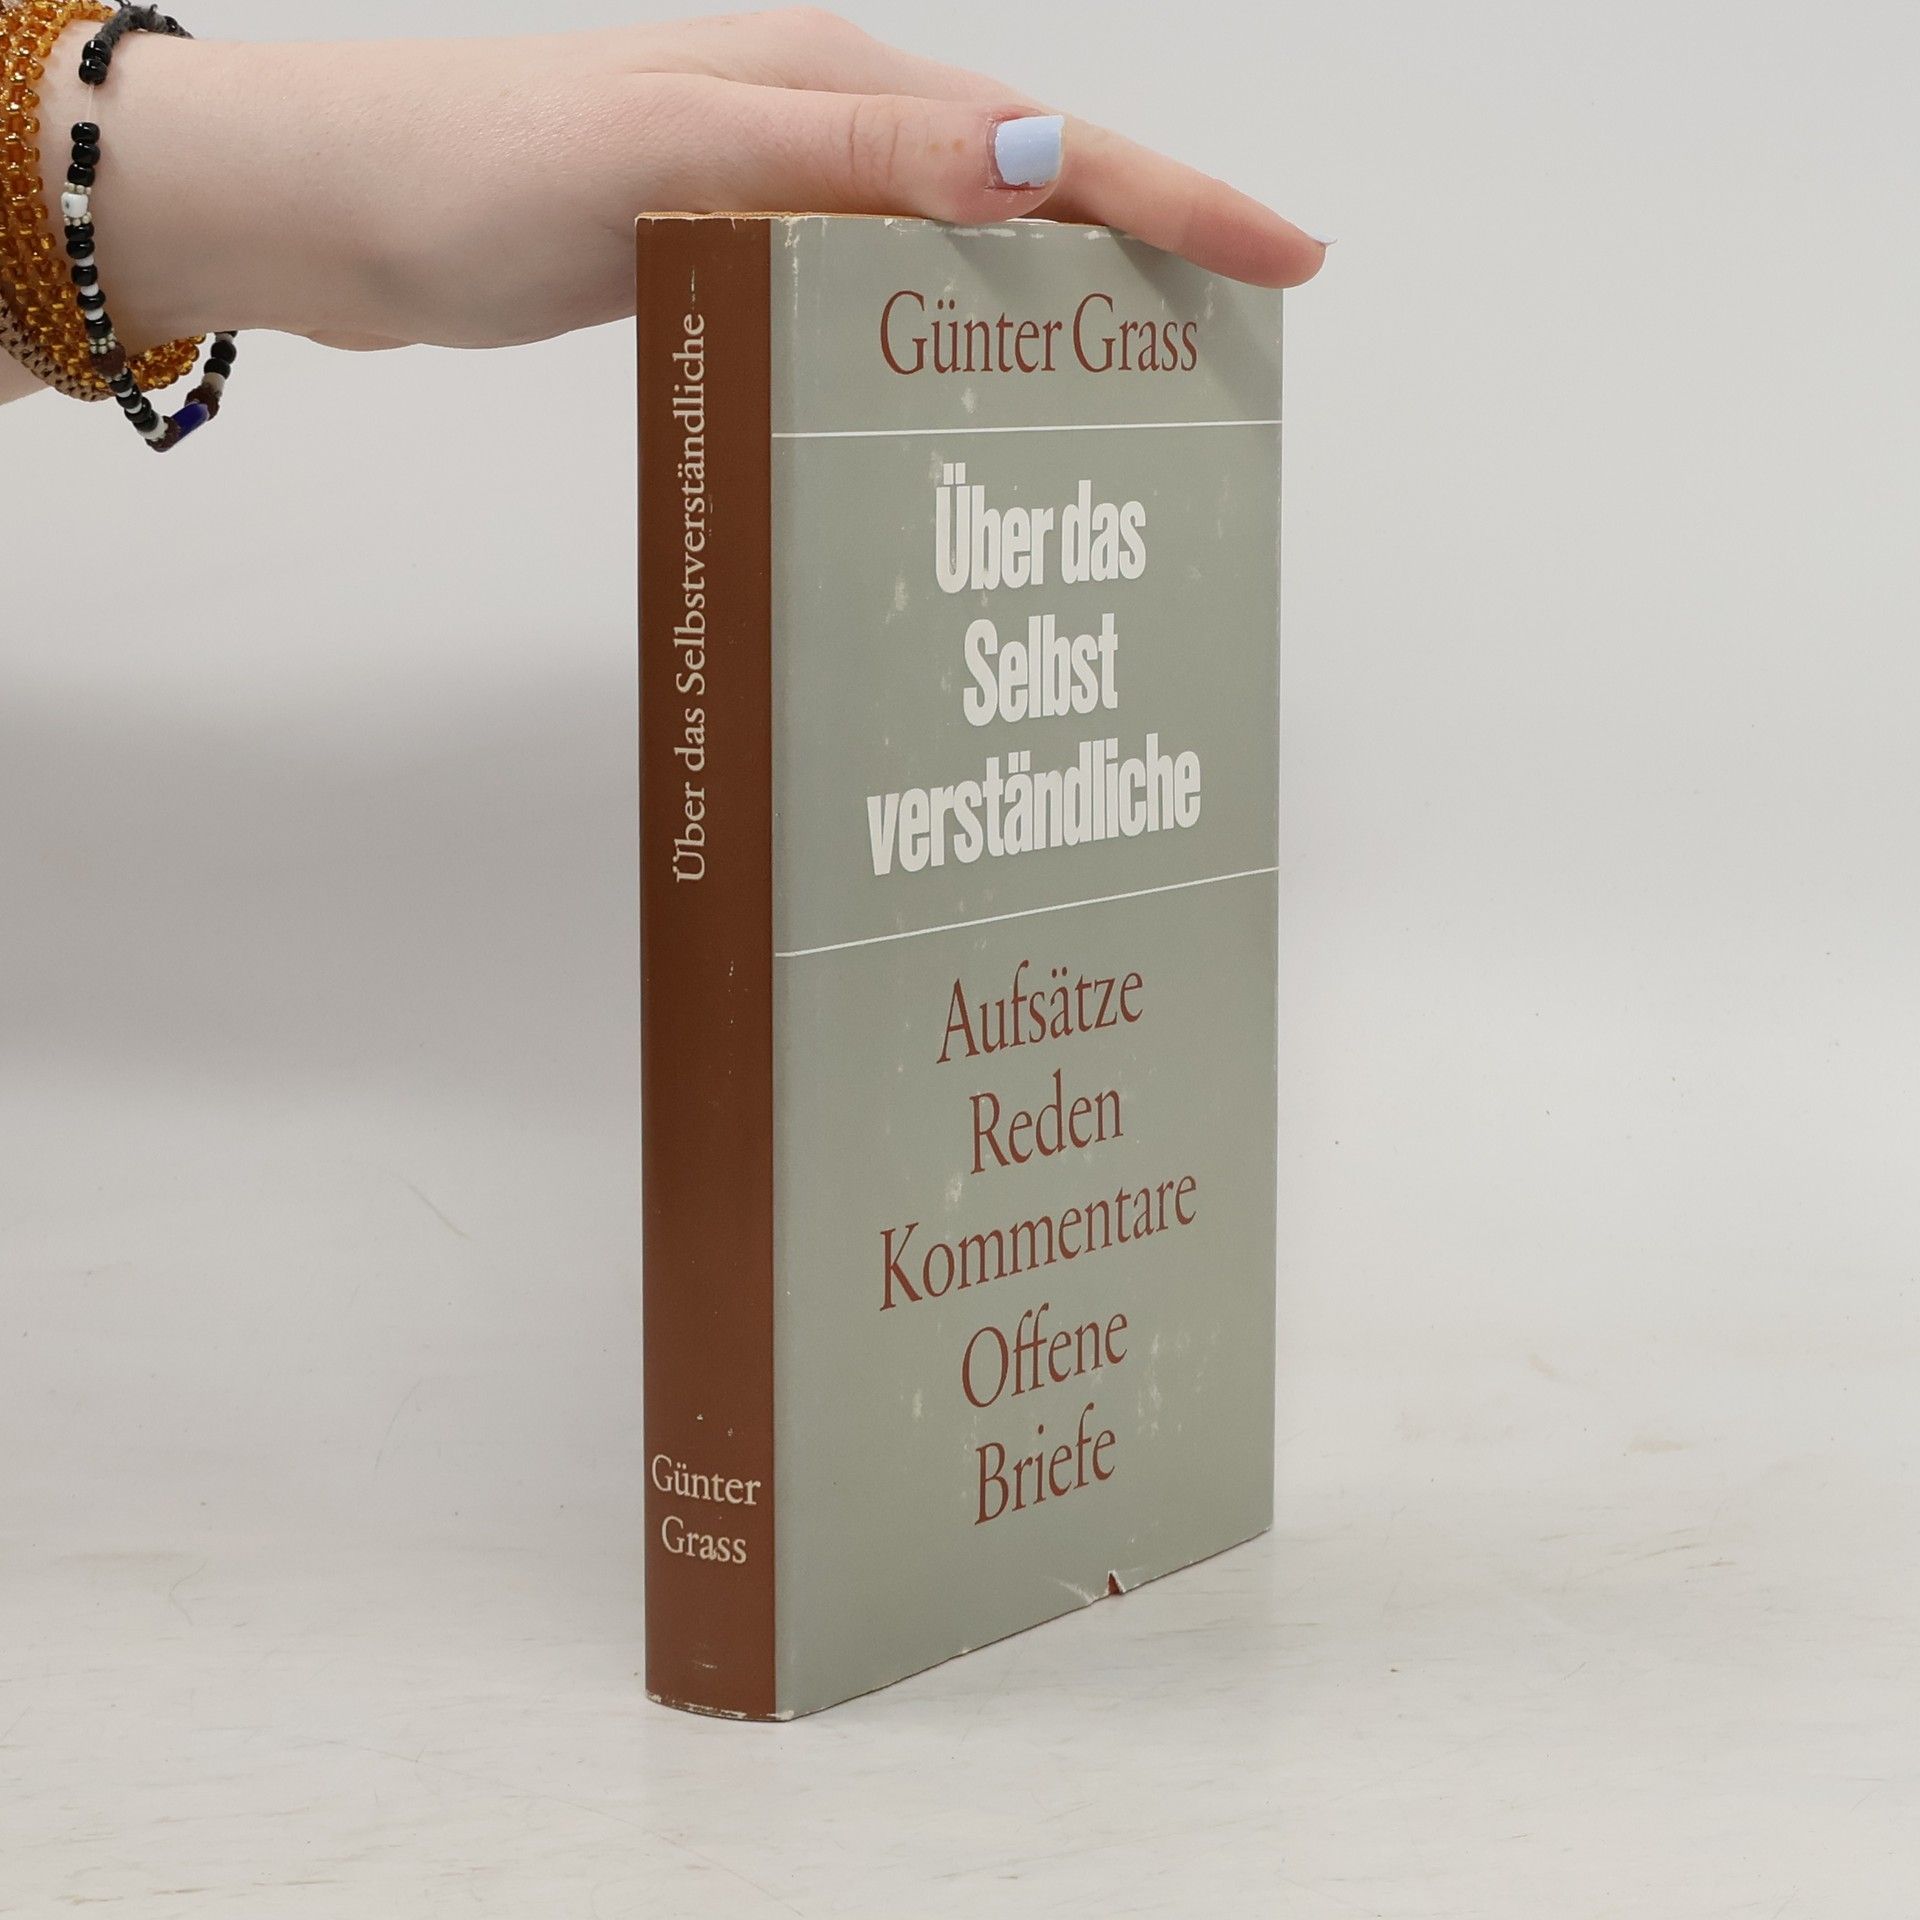 Über das Selbstverständliche
Günter
Grass
Günter Grass
Über das
Selbst
verständliche
Aufsätze
Reden
Kommentare
Offene
Briefe